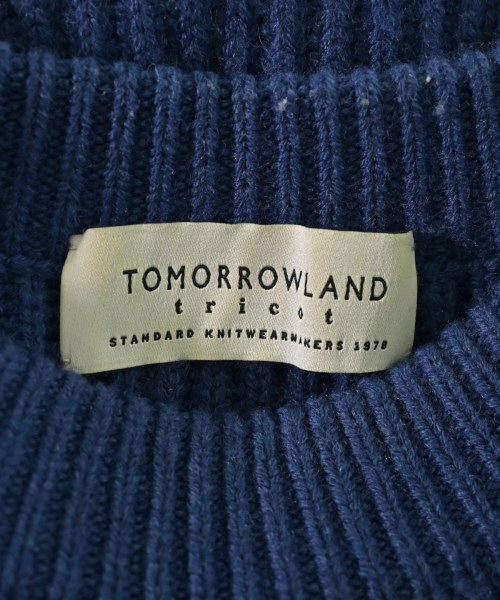 TOMORROWLAND
tricot
STANDARD KNITWEARMAKERS 1978